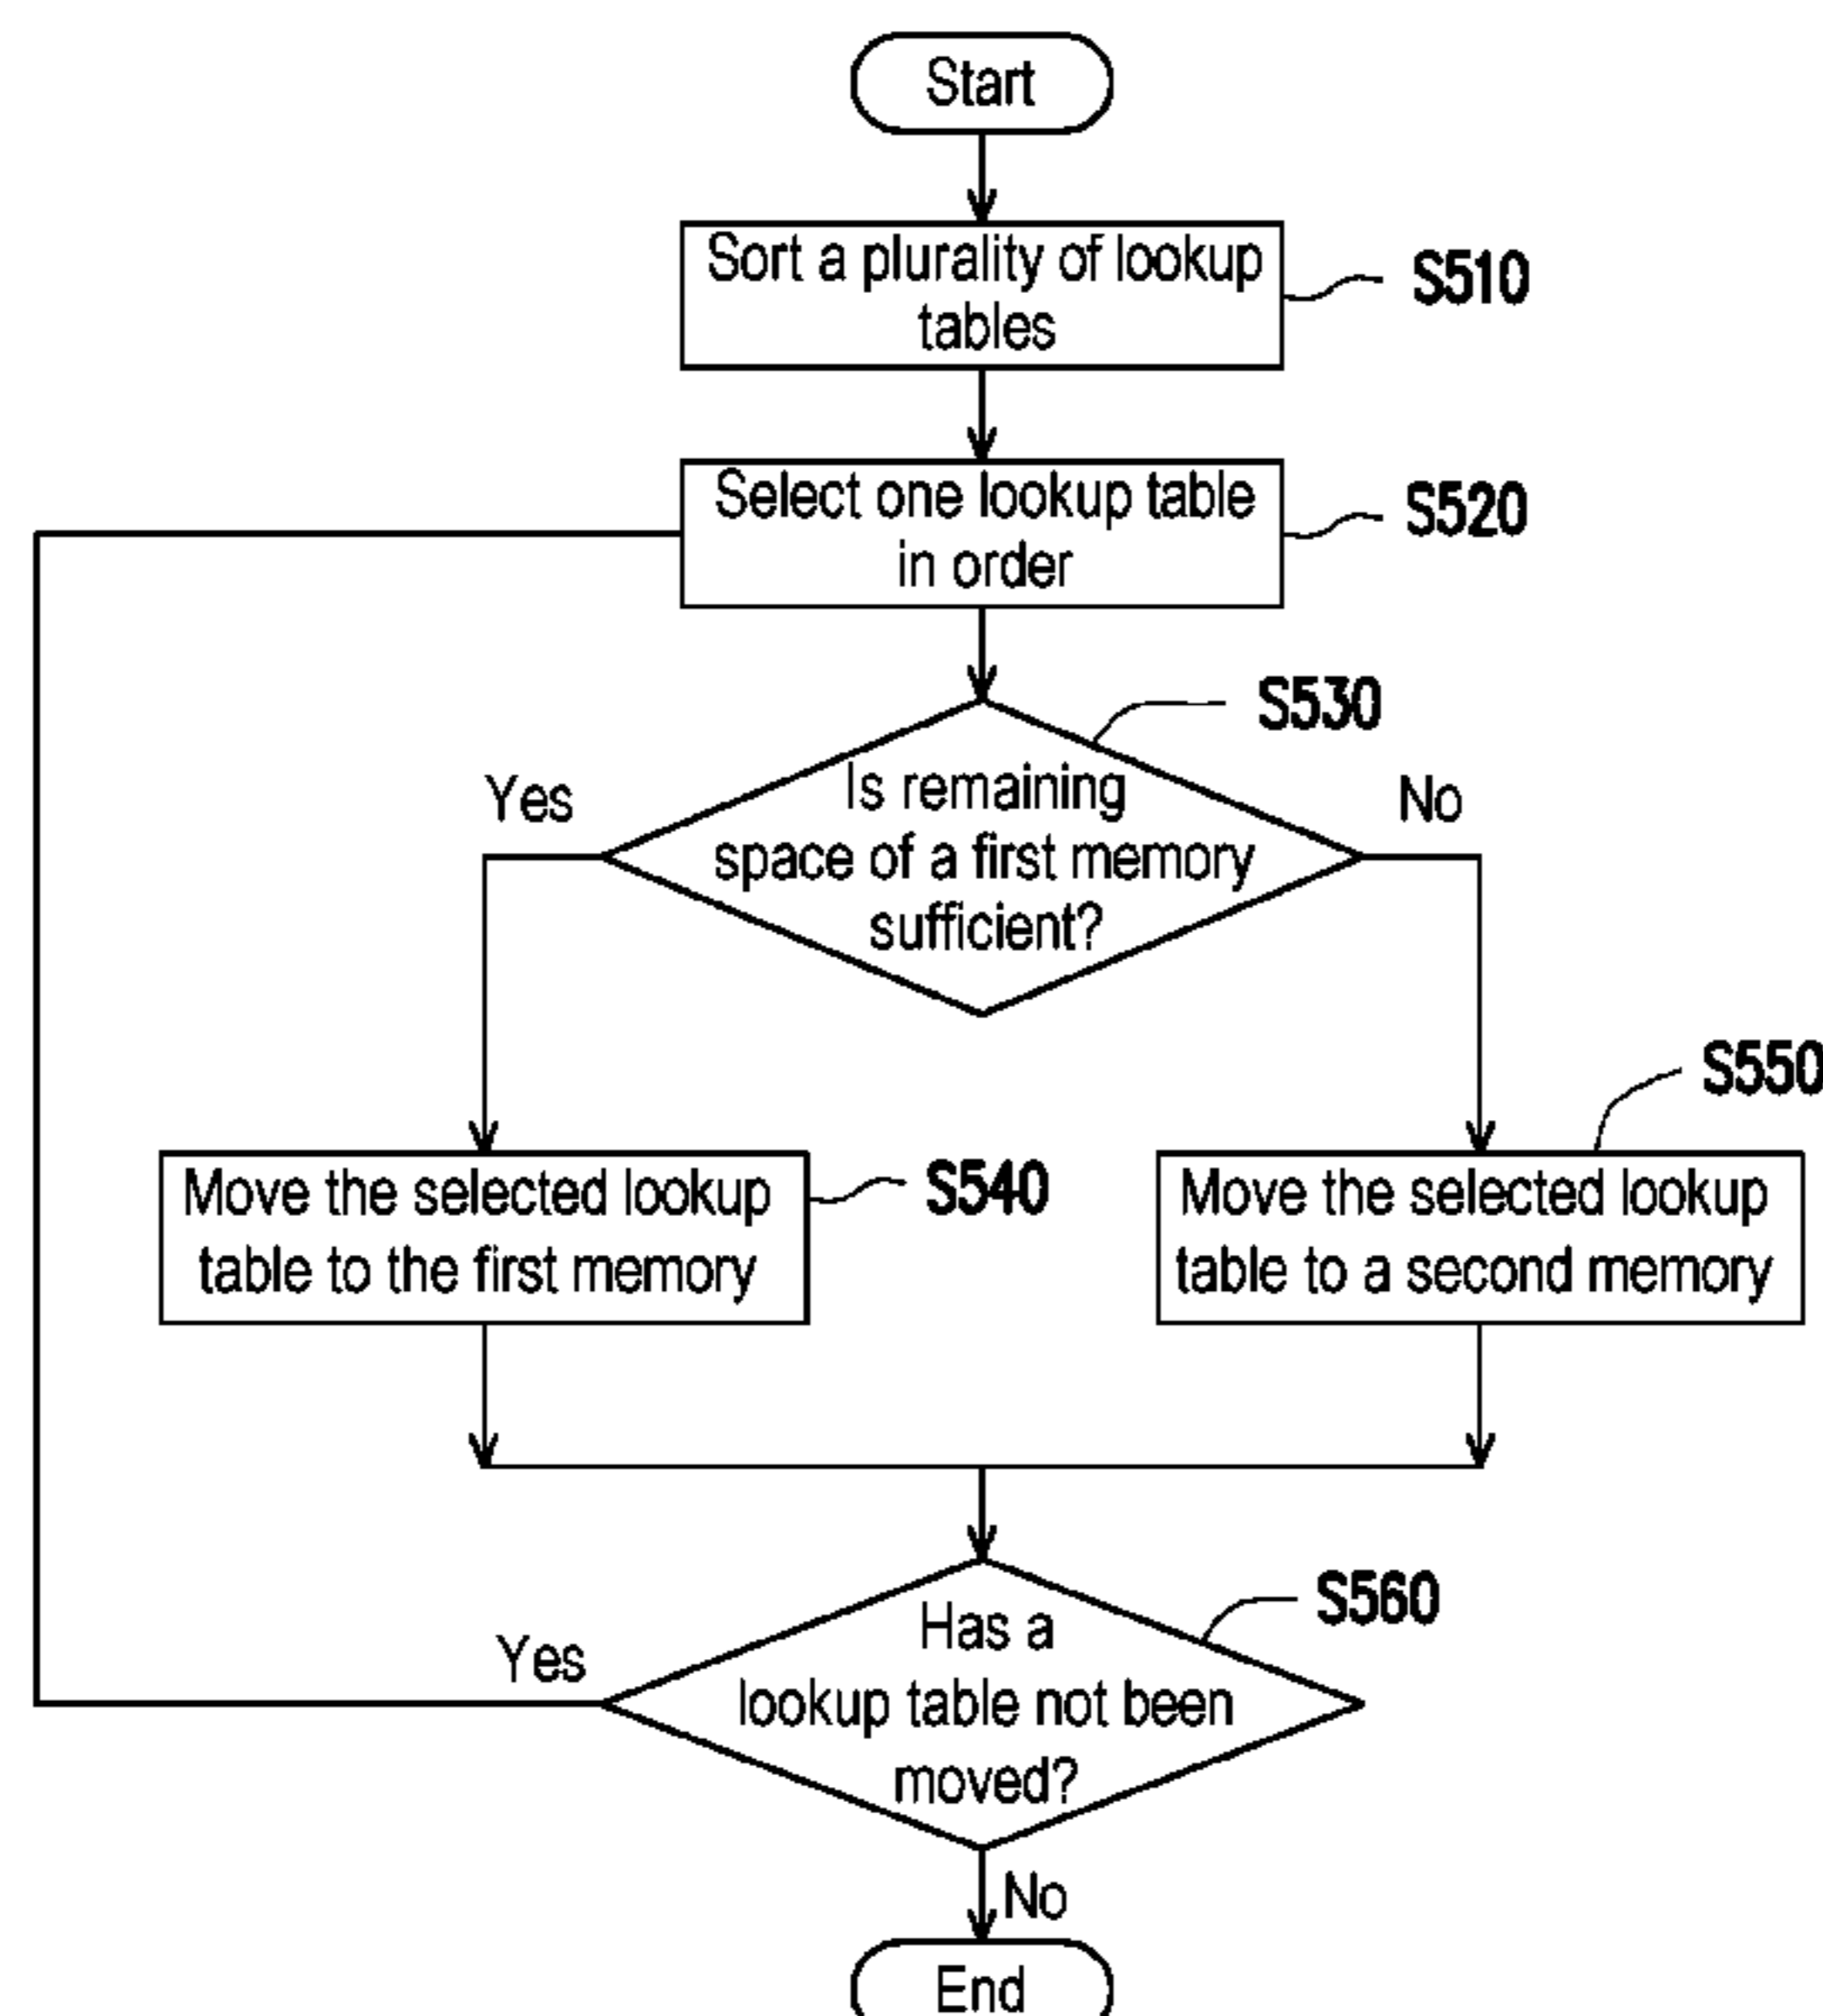 Start
Sort a plurality of lookup
tables
S510
Select one lookup table
in order
S520
S530
Yes
Is remaining
space of a first memory
sufficient?
No
S550
Move the selected lookup
table to the first memory
S540
Move the selected lookup
table to a second memory
S560
Has a
lookup table not been
moved?
Yes
No
End